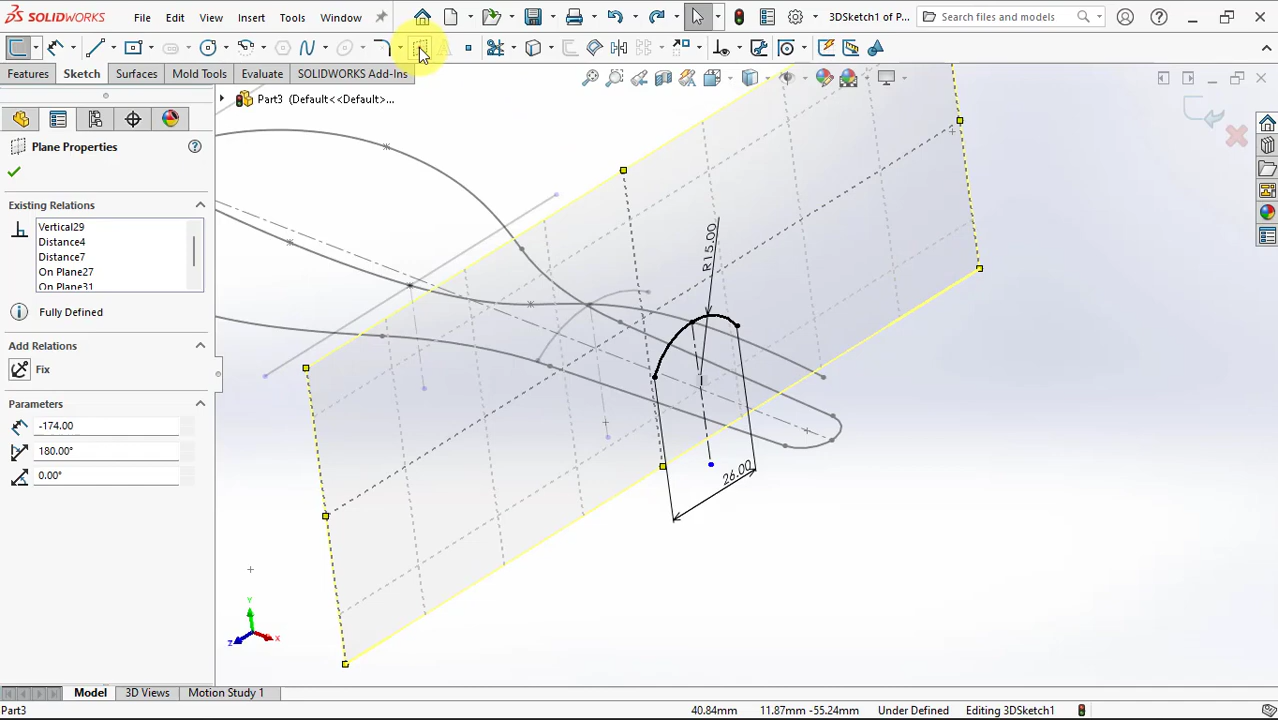 SOLIDWORKS
File Edit View Insert Tools Window
3DSketch1 of P...
Search files and models
Features Sketch Surfaces Mold Tools Evaluate SOLIDWORKS Add-Ins
Part3 (Default<<Default>...
Plane Properties
Existing Relations
Vertical29
Distance4
Distance7
On Plane27
On Plane31
Fully Defined
Add Relations
Fix
Parameters
-174.00
180.00°
0.00°
R15.00
26.00
Y
Z
X
Model 3D Views Motion Study 1
Part3 40.84mm 11.87mm -55.24mm Under Defined Editing 3DSketch1